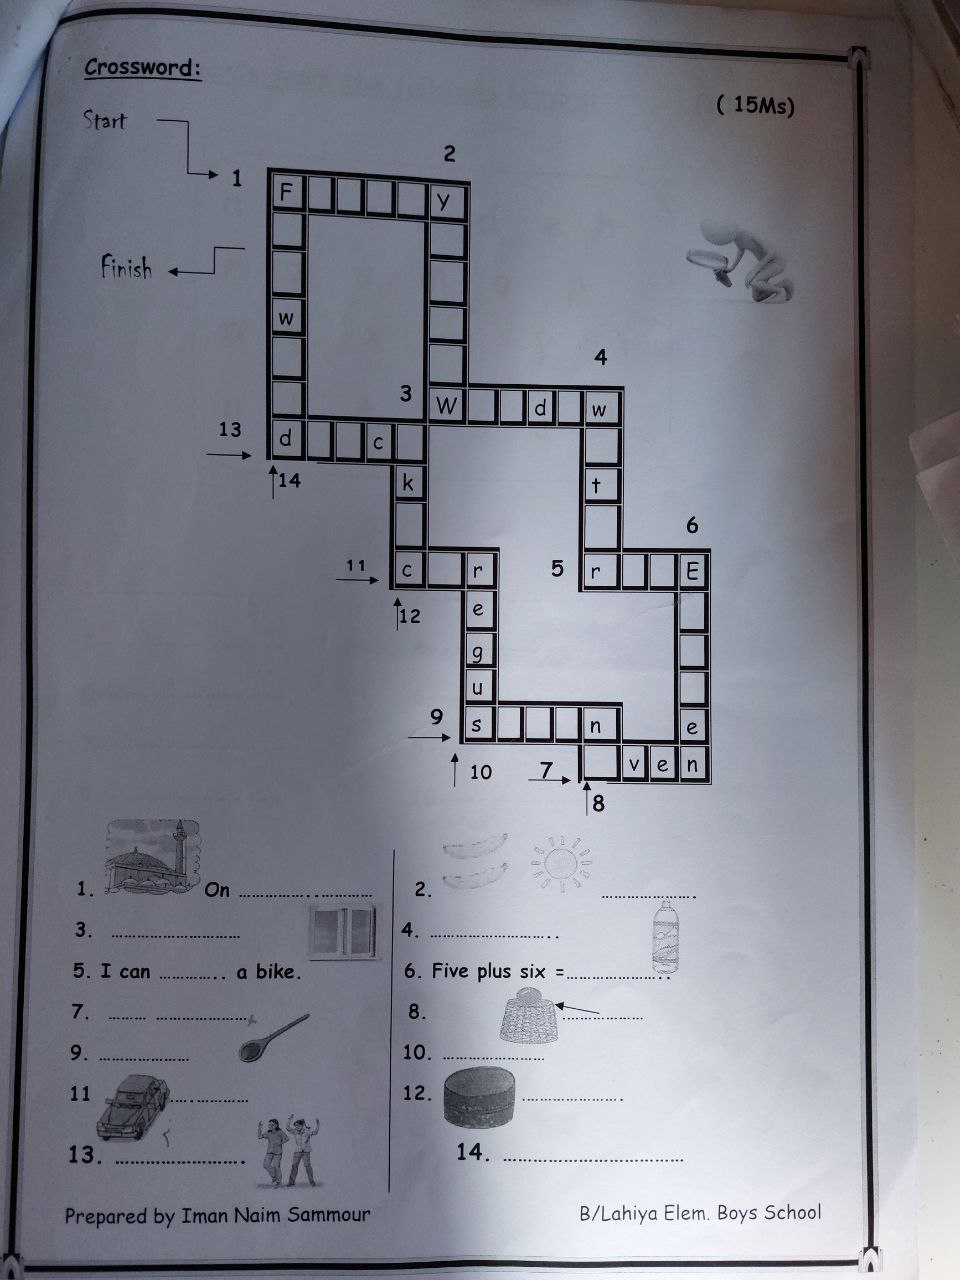 Crossword:
( 15Ms)
Start
2
1 F y
Finish
w
4
3 W d w
13 d c
14 k t
6
11 c r 5 r E
12 e
g
u
9 s n e
10 7 v e n
8
1. On ....................
2. ....................
3. ........................
4. ........................
5. I can ............. a bike.
6. Five plus six =....................
7. ....... .................
8. ................
9. .................
10. ...................
11 ...............
12. ...................
13. ........................
14. .................................
Prepared by Iman Naim Sammour
B/Lahiya Elem. Boys School